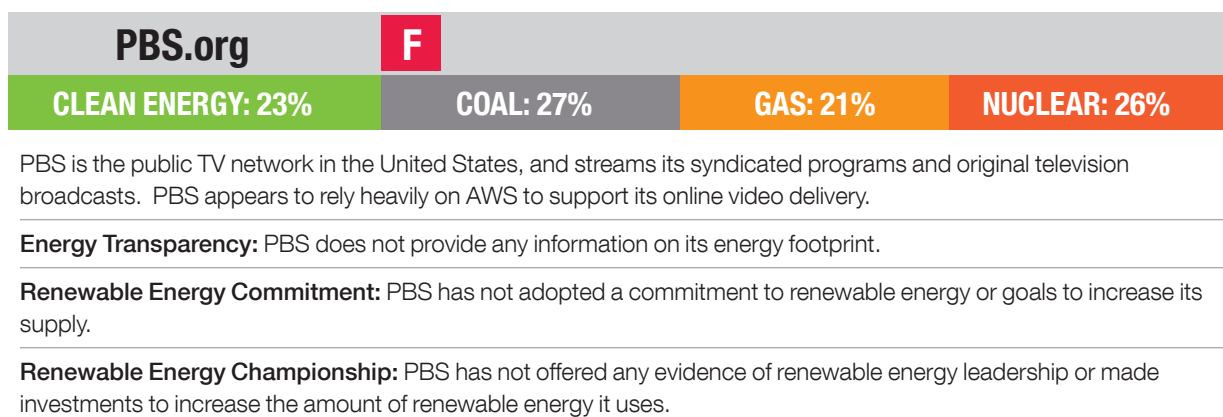 PBS.org F
CLEAN ENERGY: 23% COAL: 27% GAS: 21% NUCLEAR: 26%
PBS is the public TV network in the United States, and streams its syndicated programs and original television
broadcasts.  PBS appears to rely heavily on AWS to support its online video delivery.
Energy Transparency: PBS does not provide any information on its energy footprint.
Renewable Energy Commitment: PBS has not adopted a commitment to renewable energy or goals to increase its
supply.
Renewable Energy Championship: PBS has not offered any evidence of renewable energy leadership or made
investments to increase the amount of renewable energy it uses.